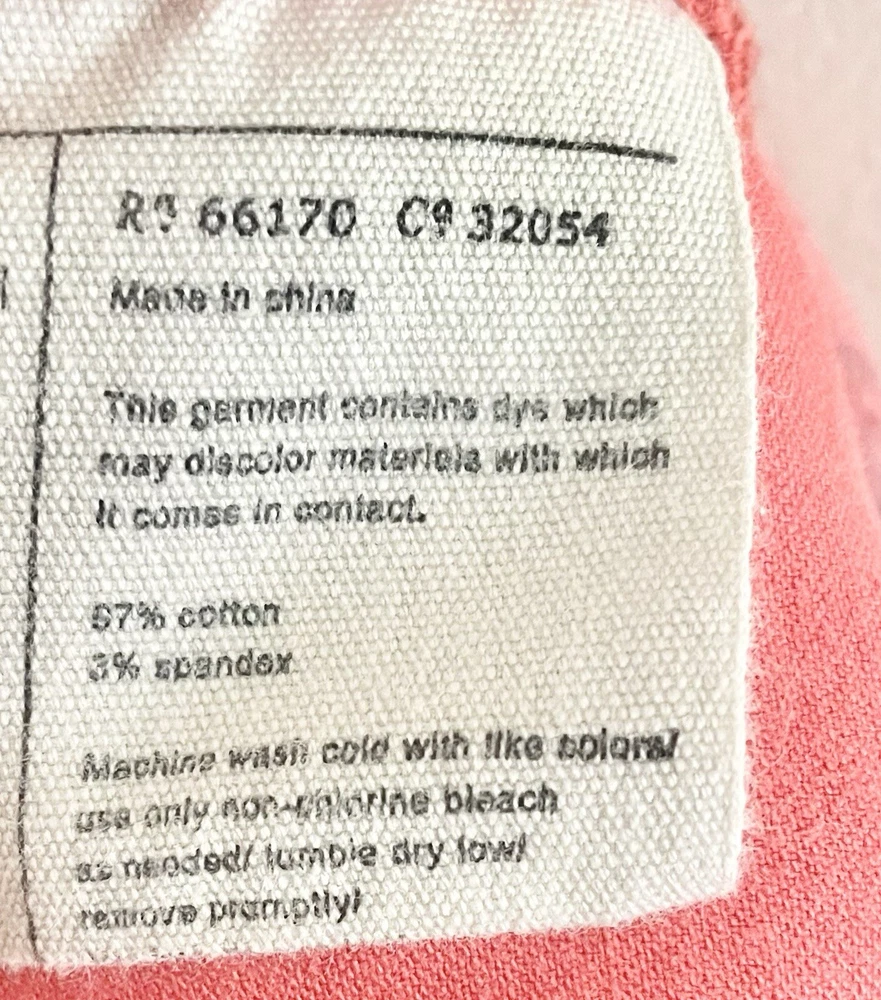 RN 66170 CA 32054
Made in china
This garment contains dye which
may discolor materials with which
it comes in contact.
97% cotton
3% spandex
Machine wash cold with like colors/
use only non-chlorine bleach
as needed/ tumble dry low/
remove promptly/